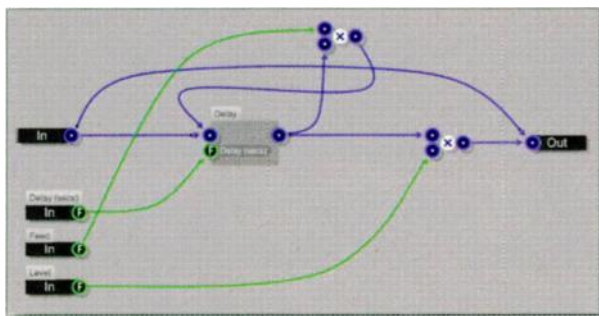 Delay
In
Delay (secs)
Out
Delay (secs)
In
Feed
In
Level
In